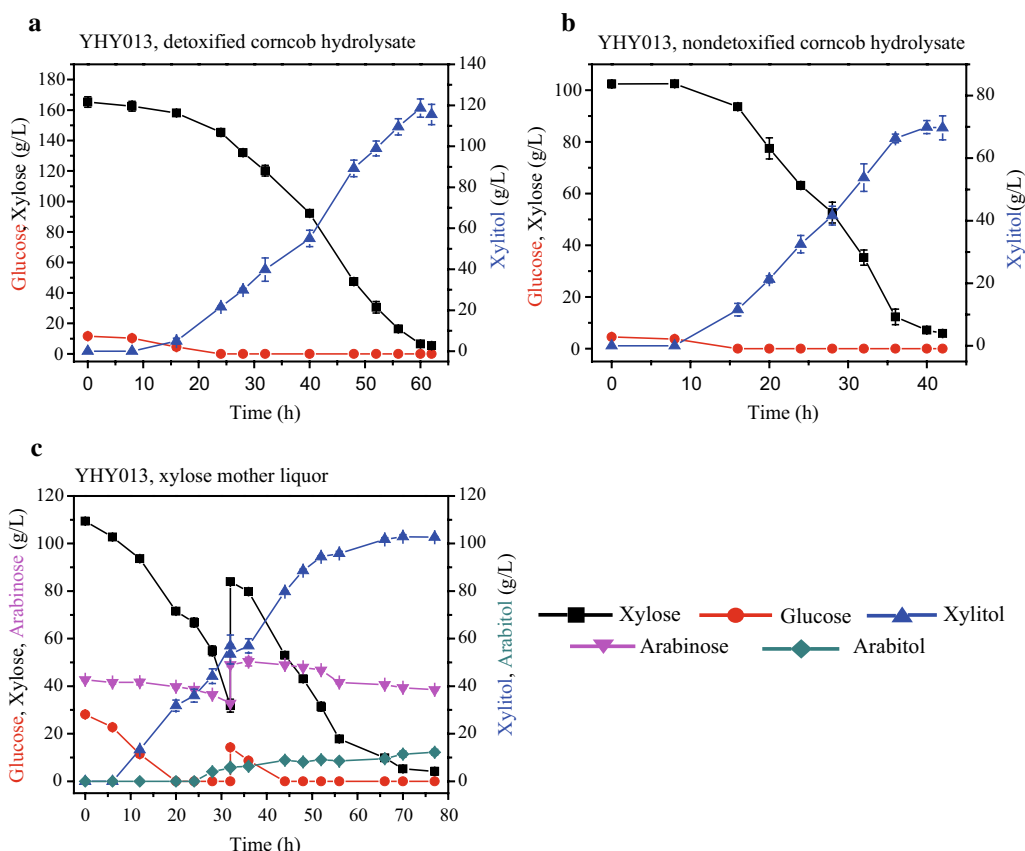 a
YHY013, detoxified corncob hydrolysate
180
160
140
120
100
80
60
40
20
0
Glucose, Xylose (g/L)
140
120
100
80
60
40
20
0
Xylitol (g/L)
0 10 20 30 40 50 60
Time (h)
b
YHY013, nondetoxified corncob hydrolysate
100
80
60
40
20
0
Glucose, Xylose (g/L)
80
60
40
20
0
Xylitol(g/L)
0 10 20 30 40
Time (h)
c
YHY013, xylose mother liquor
120
100
80
60
40
20
0
Glucose, Xylose, Arabinose (g/L)
120
100
80
60
40
20
0
Xylitol, Arabitol (g/L)
0 10 20 30 40 50 60 70 80
Time (h)
Xylose Glucose Xylitol
Arabinose Arabitol